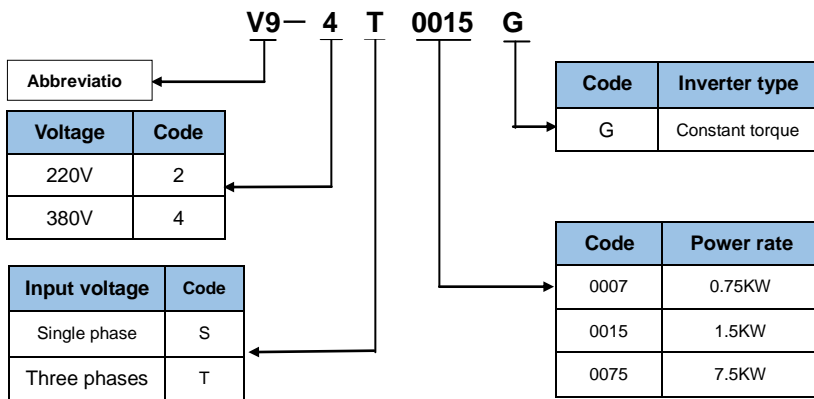 V9— 4 T 0015 G
Abbreviatio
Voltage Code
220V 2
380V 4
Input voltage Code
Single phase S
Three phases T
Code Inverter type
G Constant torque
Code Power rate
0007 0.75KW
0015 1.5KW
0075 7.5KW